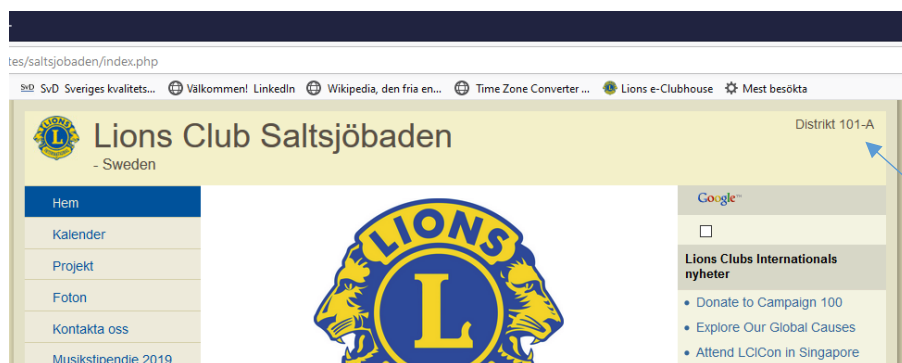 tes/saltsjobaden/index.php
SvD SvD Sveriges kvalitets... Välkommen! LinkedIn Wikipedia, den fria en... Time Zone Converter ... Lions e-Clubhouse Mest besökta
Lions Club Saltsjöbaden
- Sweden
Distrikt 101-A
Hem
Kalender
Projekt
Foton
Kontakta oss
Musikstipendie 2019
LIONS
L
Google™
Lions Clubs Internationals
nyheter
• Donate to Campaign 100
• Explore Our Global Causes
• Attend LCICon in Singapore